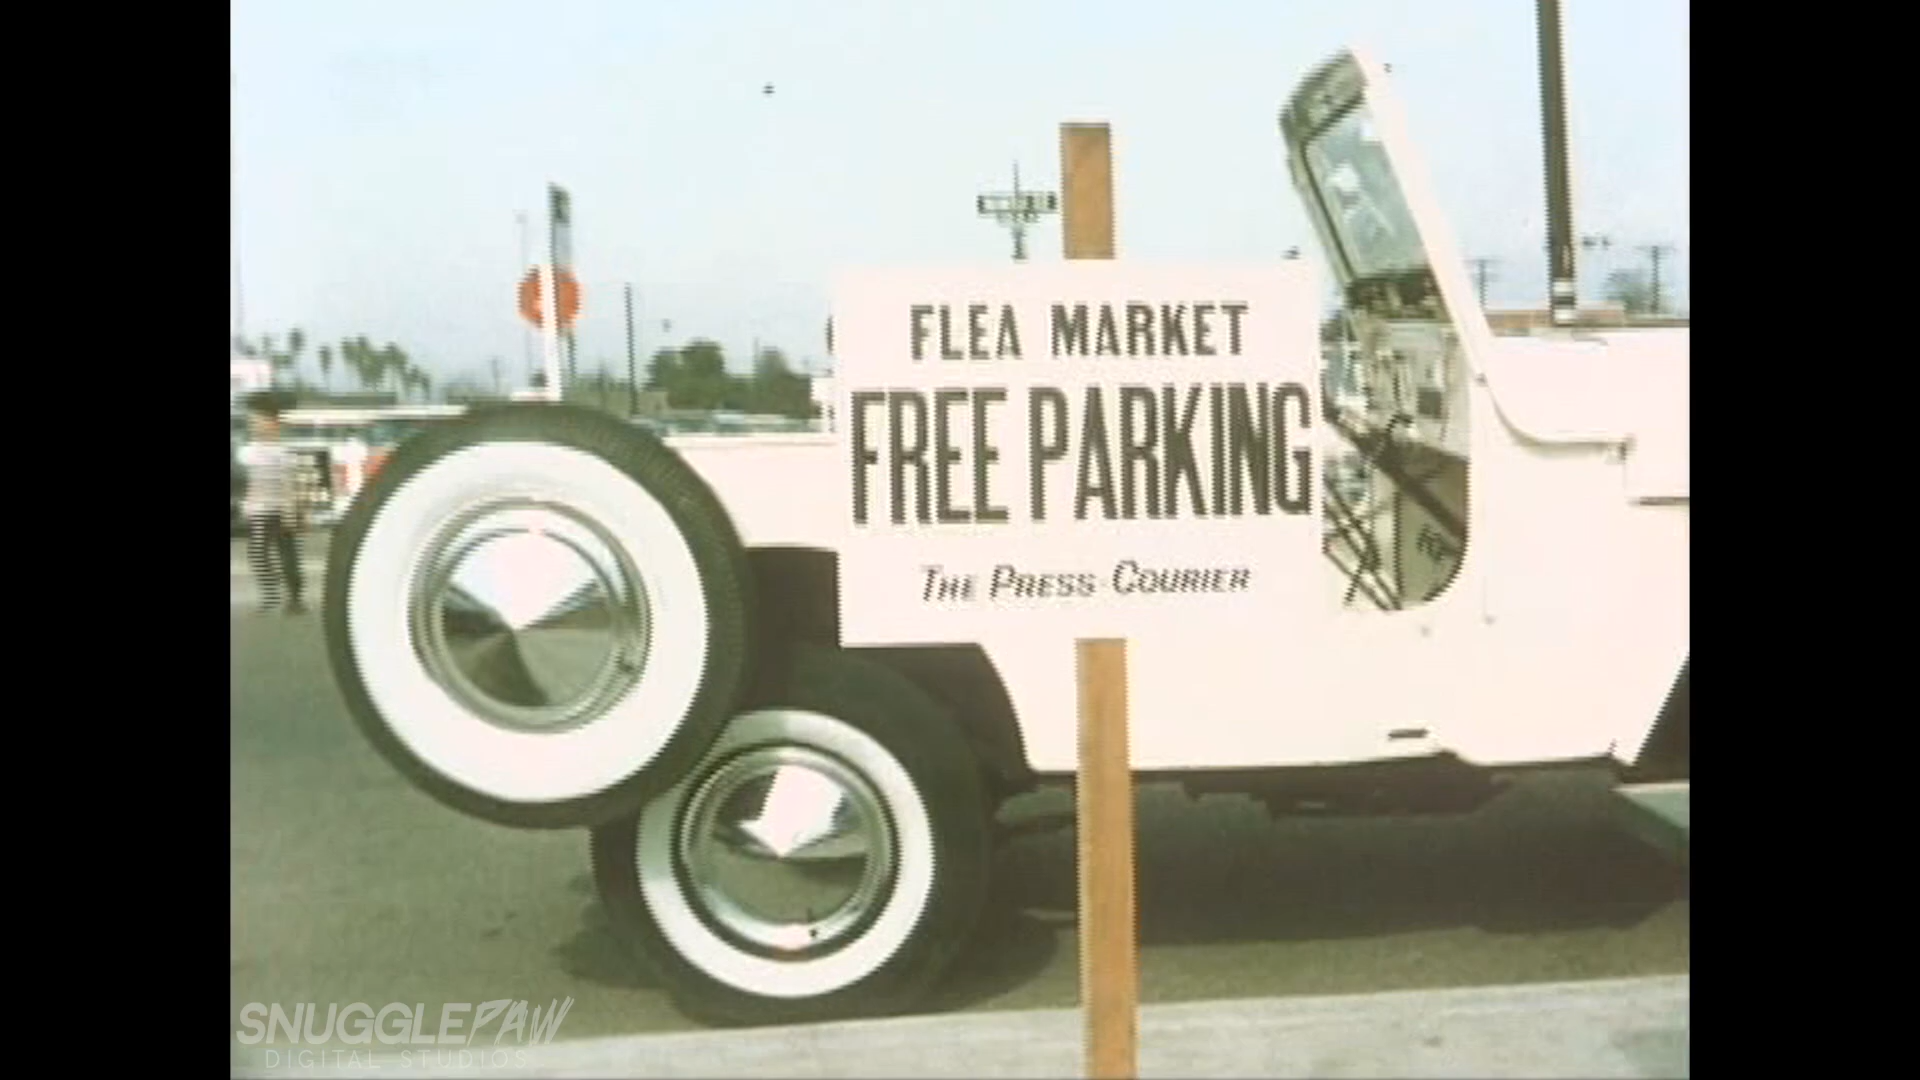 FLEA MARKET
FREE PARKING
THE PRESS-COURIER
SNUGGLEPAW
DIGITAL STUDIOS